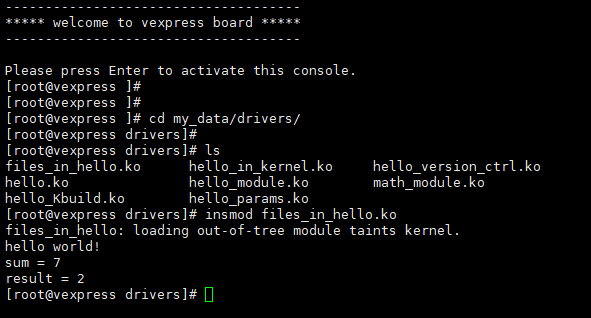 -------------------------------------
***** welcome to vexpress board *****
-------------------------------------
Please press Enter to activate this console.
[root@vexpress ]#
[root@vexpress ]#
[root@vexpress ]# cd my_data/drivers/
[root@vexpress drivers]#
[root@vexpress drivers]# ls
files_in_hello.ko hello_in_kernel.ko hello_version_ctrl.ko
hello.ko hello_module.ko math_module.ko
hello_Kbuild.ko hello_params.ko
[root@vexpress drivers]# insmod files_in_hello.ko
files_in_hello: loading out-of-tree module taints kernel.
hello world!
sum = 7
result = 2
[root@vexpress drivers]#